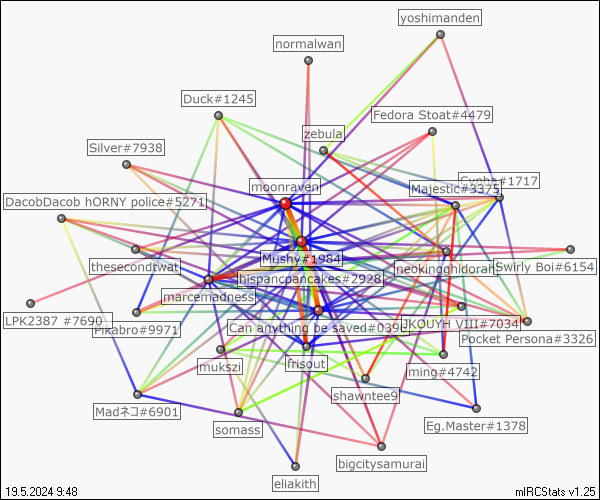 yoshimanden
normalwan
Duck#1245
Fedora Stoat#4479
zebula
Silver#7938
moonraven
Majestic#3375
DacobDacob hORNY police#5271
Mushy#1984
thesecondtwat
hispancpancakes#2928
neokingghidorah
Swirly Boi#6154
marcemadness
LPK2387 #7690
Pikabro#9971
Can anything be saved#039
UKOUYH VIII#7034
Pocket Persona#3326
frisout
mukszi
ming#4742
shawntee9
Madネコ#6901
somass
Eg.Master#1378
bigcitysamurai
eliakith
19.5.2024 9:48
mIRCStats v1.25